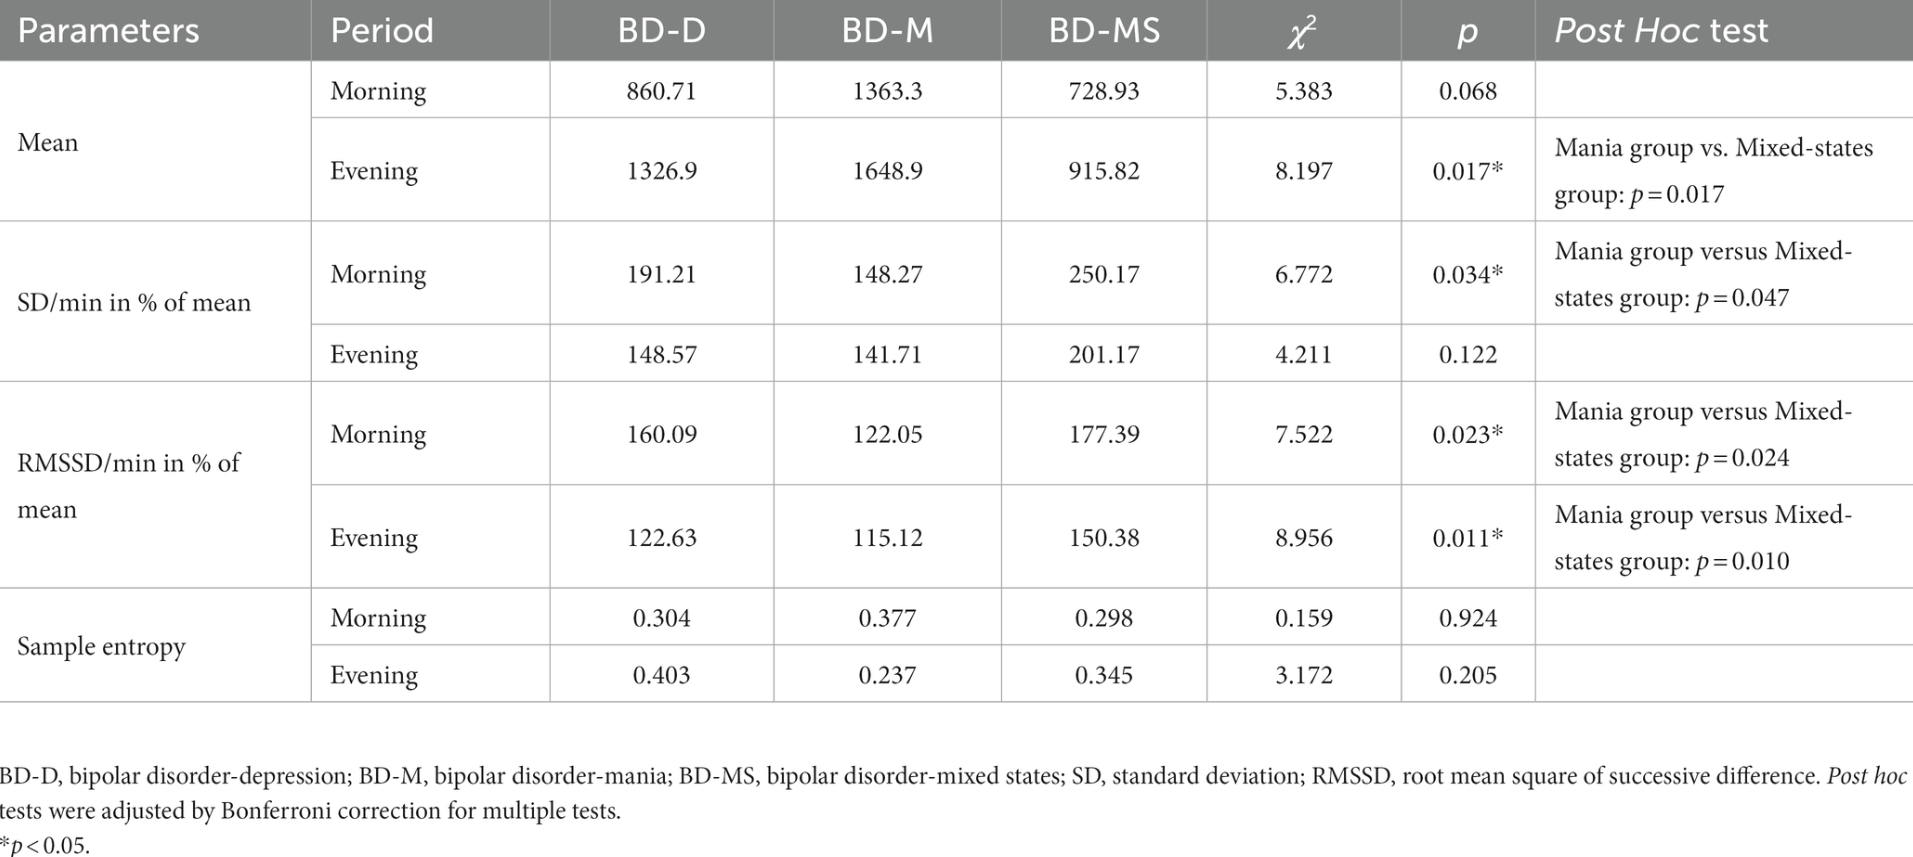 Parameters Period BD-D BD-M BD-MS χ² p Post Hoc test
Mean
Morning 860.71 1363.3 728.93 5.383 0.068
Evening 1326.9 1648.9 915.82 8.197 0.017* Mania group vs. Mixed-states
group: p = 0.017
SD/min in % of mean
Morning 191.21 148.27 250.17 6.772 0.034* Mania group versus Mixed-
states group: p = 0.047
Evening 148.57 141.71 201.17 4.211 0.122
RMSSD/min in % of
mean
Morning 160.09 122.05 177.39 7.522 0.023* Mania group versus Mixed-
states group: p = 0.024
Evening 122.63 115.12 150.38 8.956 0.011* Mania group versus Mixed-
states group: p = 0.010
Sample entropy
Morning 0.304 0.377 0.298 0.159 0.924
Evening 0.403 0.237 0.345 3.172 0.205
BD-D, bipolar disorder-depression; BD-M, bipolar disorder-mania; BD-MS, bipolar disorder-mixed states; SD, standard deviation; RMSSD, root mean square of successive difference. Post hoc
tests were adjusted by Bonferroni correction for multiple tests.
*p < 0.05.